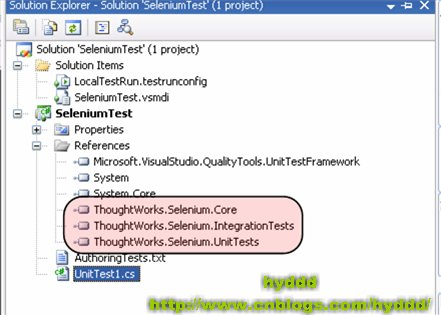 Solution Explorer - Solution 'SeleniumTest' (1 project)
Solution 'SeleniumTest' (1 project)
Solution Items
LocalTestRun.testrunconfig
SeleniumTest.vsmdi
SeleniumTest
Properties
References
Microsoft.VisualStudio.QualityTools.UnitTestFramework
System
System.Core
ThoughtWorks.Selenium.Core
ThoughtWorks.Selenium.IntegrationTests
ThoughtWorks.Selenium.UnitTests
AuthoringTests.txt
UnitTest1.cs
hyddd
http://www.cnblogs.com/hyddd/